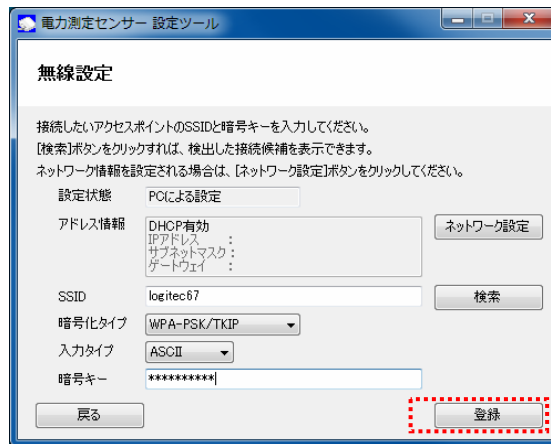 電力測定センサー 設定ツール
無線設定
接続したいアクセスポイントのSSIDと暗号キーを入力してください。
[検索]ボタンをクリックすれば、検出した接続候補を表示できます。
ネットワーク情報を設定される場合は、[ネットワーク設定]ボタンをクリックしてください。
設定状態 PCによる設定
アドレス情報 DHCP有効 ネットワーク設定
IPアドレス :
サブネットマスク :
ゲートウェイ :
SSID logitec67 検索
暗号化タイプ WPA-PSK/TKIP
入力タイプ ASCII
暗号キー **********
戻る 登録